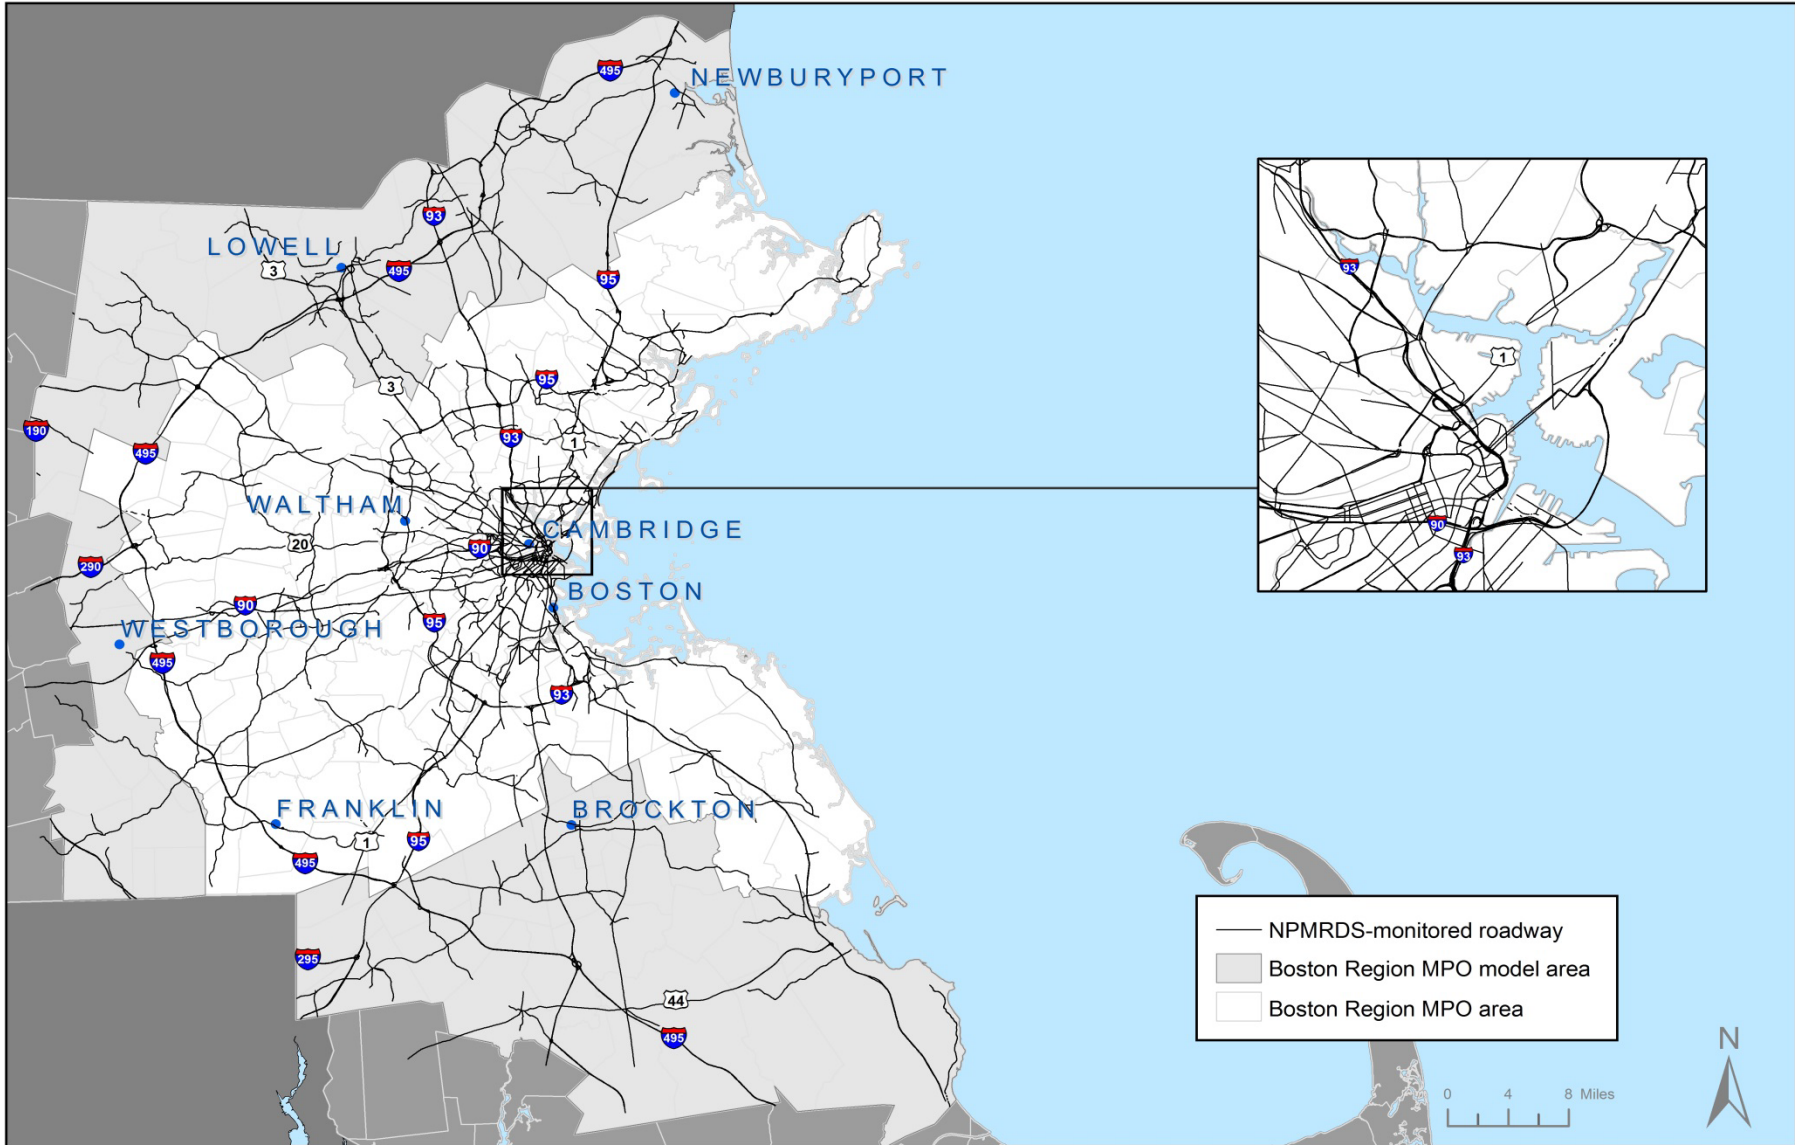 495
NEWBURYPORT
93
LOWELL
3
495
95
93
1
3
95
190
495
93
1
WALTHAM
CAMBRIDGE
20
90
290
90
93
BOSTON
90
95
WESTBOROUGH
495
93
FRANKLIN
BROCKTON
1
95
495
NPMRDS-monitored roadway
295
Boston Region MPO model area
44
Boston Region MPO area
495
N
0 4 8 Miles